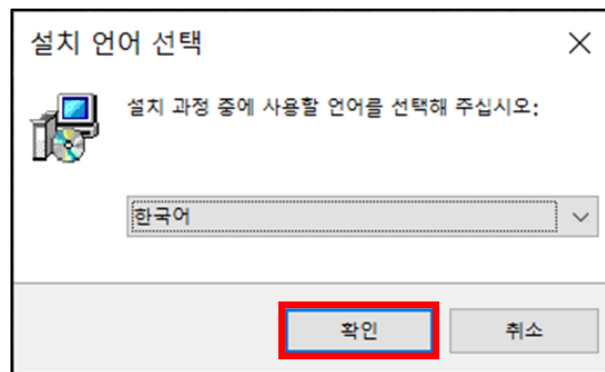 설치 언어 선택
설치 과정 중에 사용할 언어를 선택해 주십시오:
한국어
확인
취소